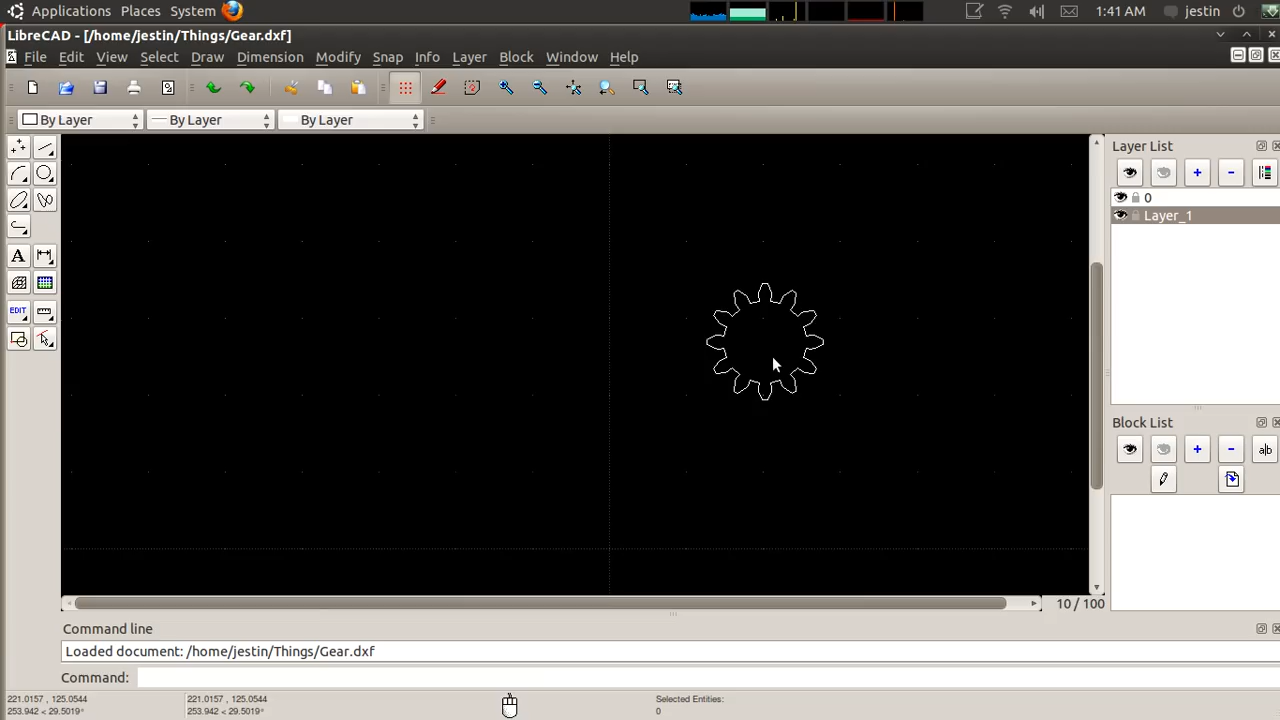 Applications Places System 1:41 AM jestin
LibreCAD - [/home/jestin/Things/Gear.dxf]
File Edit View Select Draw Dimension Modify Snap Info Layer Block Window Help
By Layer By Layer By Layer
Layer List
0
Layer_1
A
EDIT
Block List
a|b
10 / 100
Command line
Loaded document: /home/jestin/Things/Gear.dxf
Command:
221.0157 , 125.0544 221.0157 , 125.0544 Selected Entities:
253.942 < 29.5019° 253.942 < 29.5019° 0